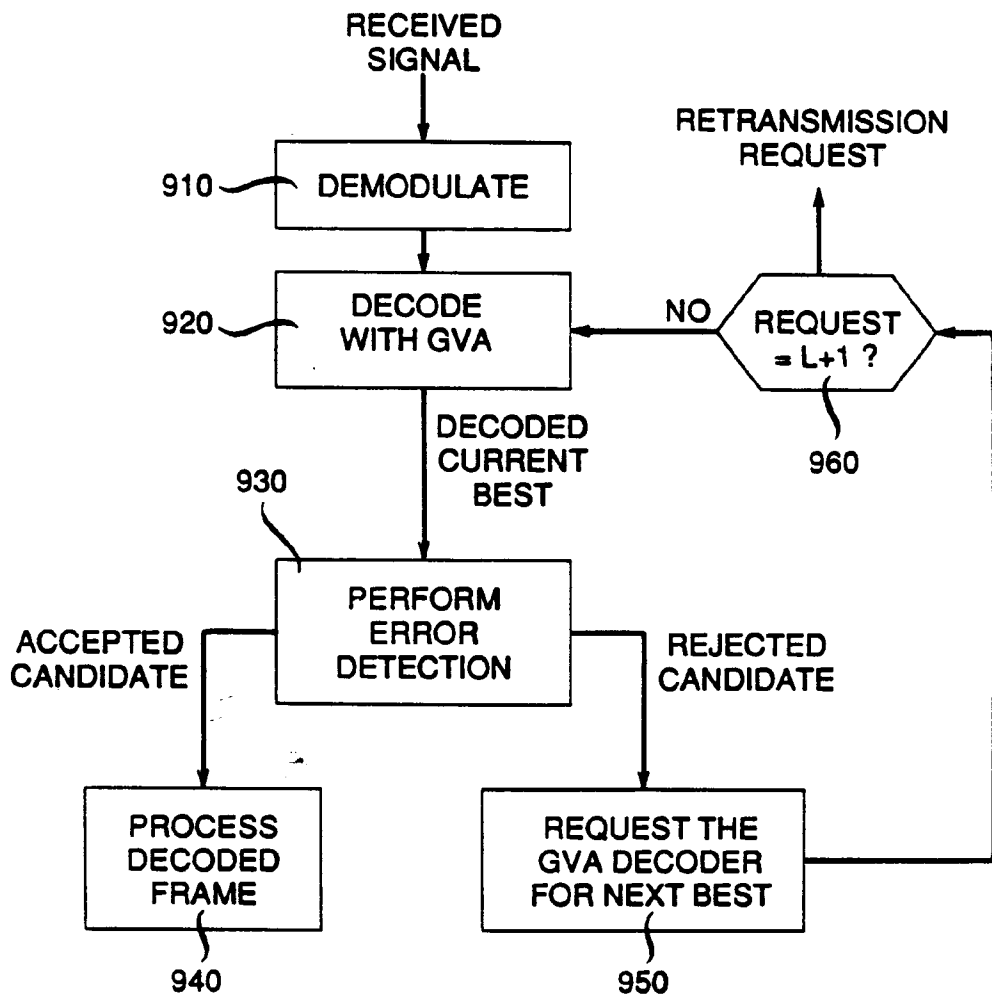 RECEIVED
SIGNAL
RETRANSMISSION
REQUEST
910
DEMODULATE
920
DECODE
WITH GVA
NO
REQUEST
= L+1 ?
960
DECODED
CURRENT
BEST
930
PERFORM
ERROR
DETECTION
ACCEPTED
CANDIDATE
REJECTED
CANDIDATE
PROCESS
DECODED
FRAME
940
REQUEST THE
GVA DECODER
FOR NEXT BEST
950